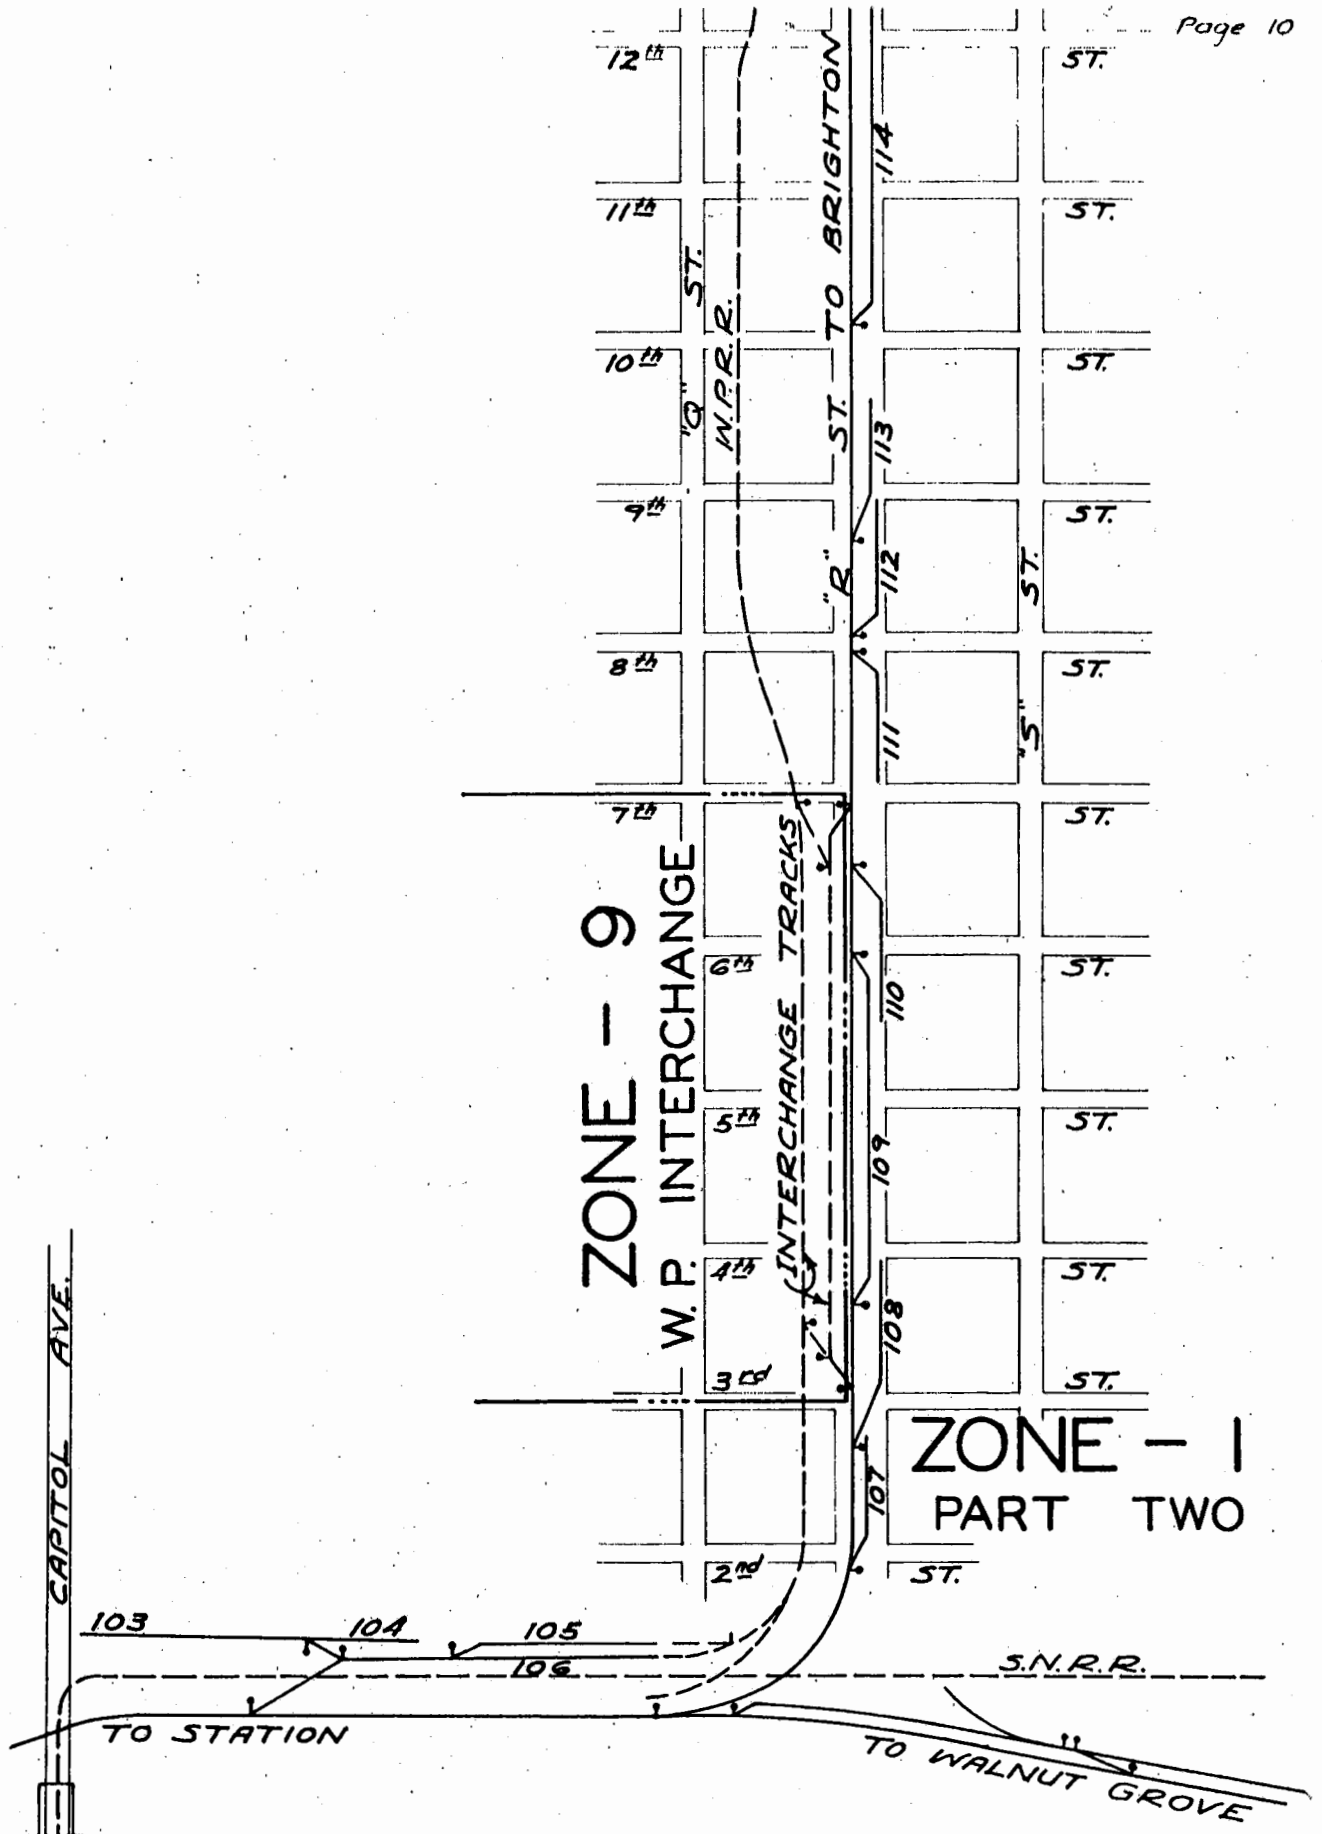 Page 10
12th ST.
11th ST.
10th ST.
9th ST.
8th ST.
7th ST.
6th ST.
5th ST.
4th ST.
3rd ST.
2nd ST.
"Q" ST.
W.P.R.R.
"R" ST. TO BRIGHTON
"S" ST.
114
113
112
111
110
109
108
107
INTERCHANGE TRACKS
ZONE - 9
W.P. INTERCHANGE
ZONE - 1
PART TWO
CAPITOL AVE.
103
104
105
106
S.N.R.R.
TO STATION
TO WALNUT GROVE